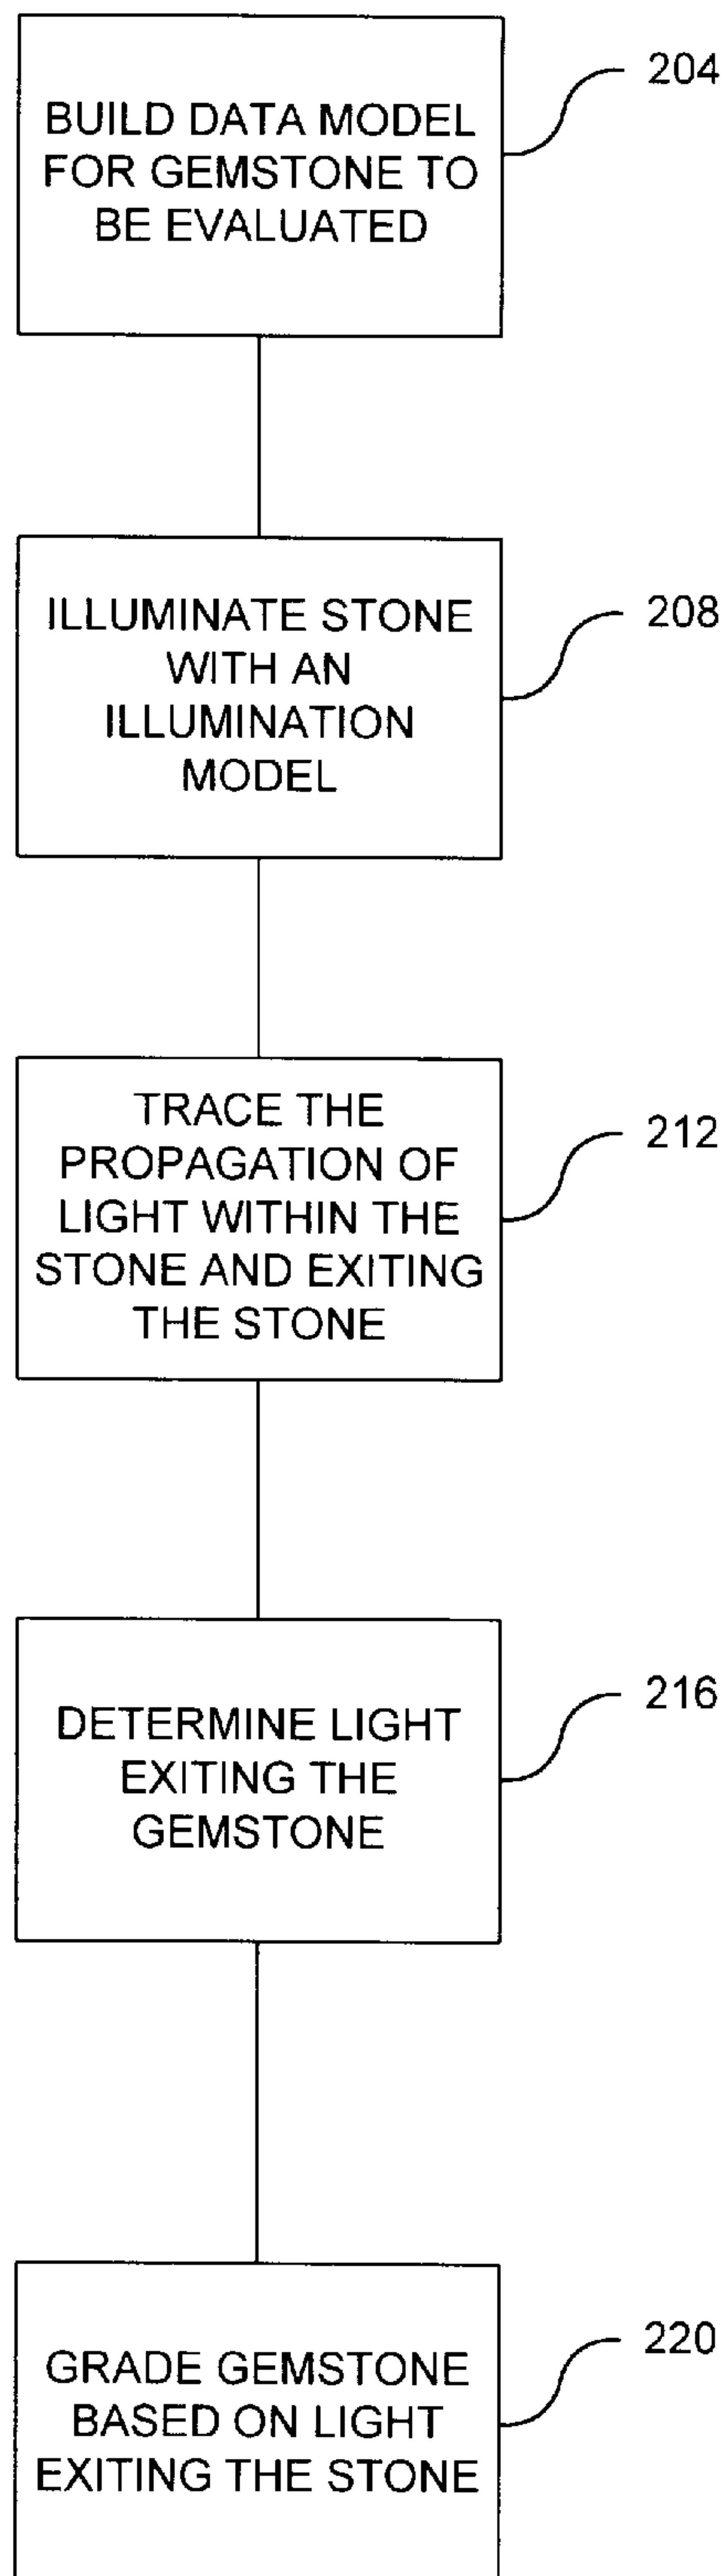 204
BUILD DATA MODEL
FOR GEMSTONE TO
BE EVALUATED
208
ILLUMINATE STONE
WITH AN
ILLUMINATION
MODEL
212
TRACE THE
PROPAGATION OF
LIGHT WITHIN THE
STONE AND EXITING
THE STONE
216
DETERMINE LIGHT
EXITING THE
GEMSTONE
220
GRADE GEMSTONE
BASED ON LIGHT
EXITING THE STONE